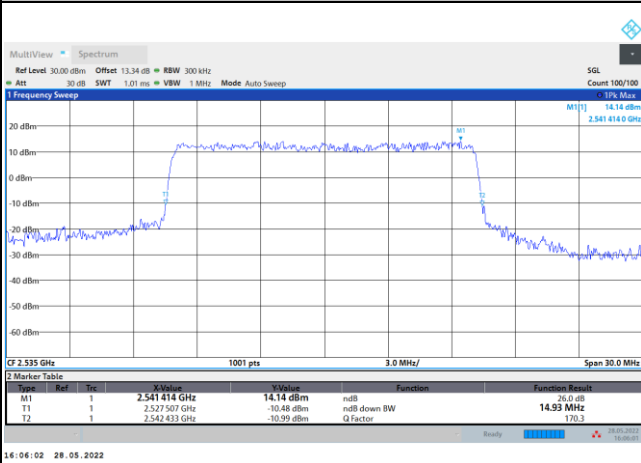 MultiView Spectrum
Ref Level 30.00 dBm Offset 13.34 dB RBW 300 kHz SGL
Att 30 dB SWT 1.01 ms VBW 1 MHz Mode Auto Sweep Count 100/100
1 Frequency Sweep 1Pk Max
M1[1] 14.14 dBm
2.541 414 0 GHz
20 dBm
M1
10 dBm
0 dBm
T1
T2
-10 dBm
-20 dBm
-30 dBm
-40 dBm
-50 dBm
-60 dBm
CF 2.535 GHz 1001 pts 3.0 MHz/ Span 30.0 MHz
2 Marker Table
Type Ref Trc X-Value Y-Value Function Function Result
M1 1 2.541 414 GHz 14.14 dBm ndB 26.0 dB
T1 1 2.527 507 GHz -10.48 dBm ndB down BW 14.93 MHz
T2 1 2.542 433 GHz -10.99 dBm Q Factor 170.3
Ready 28.05.2022
16:06:01
16:06:02 28.05.2022